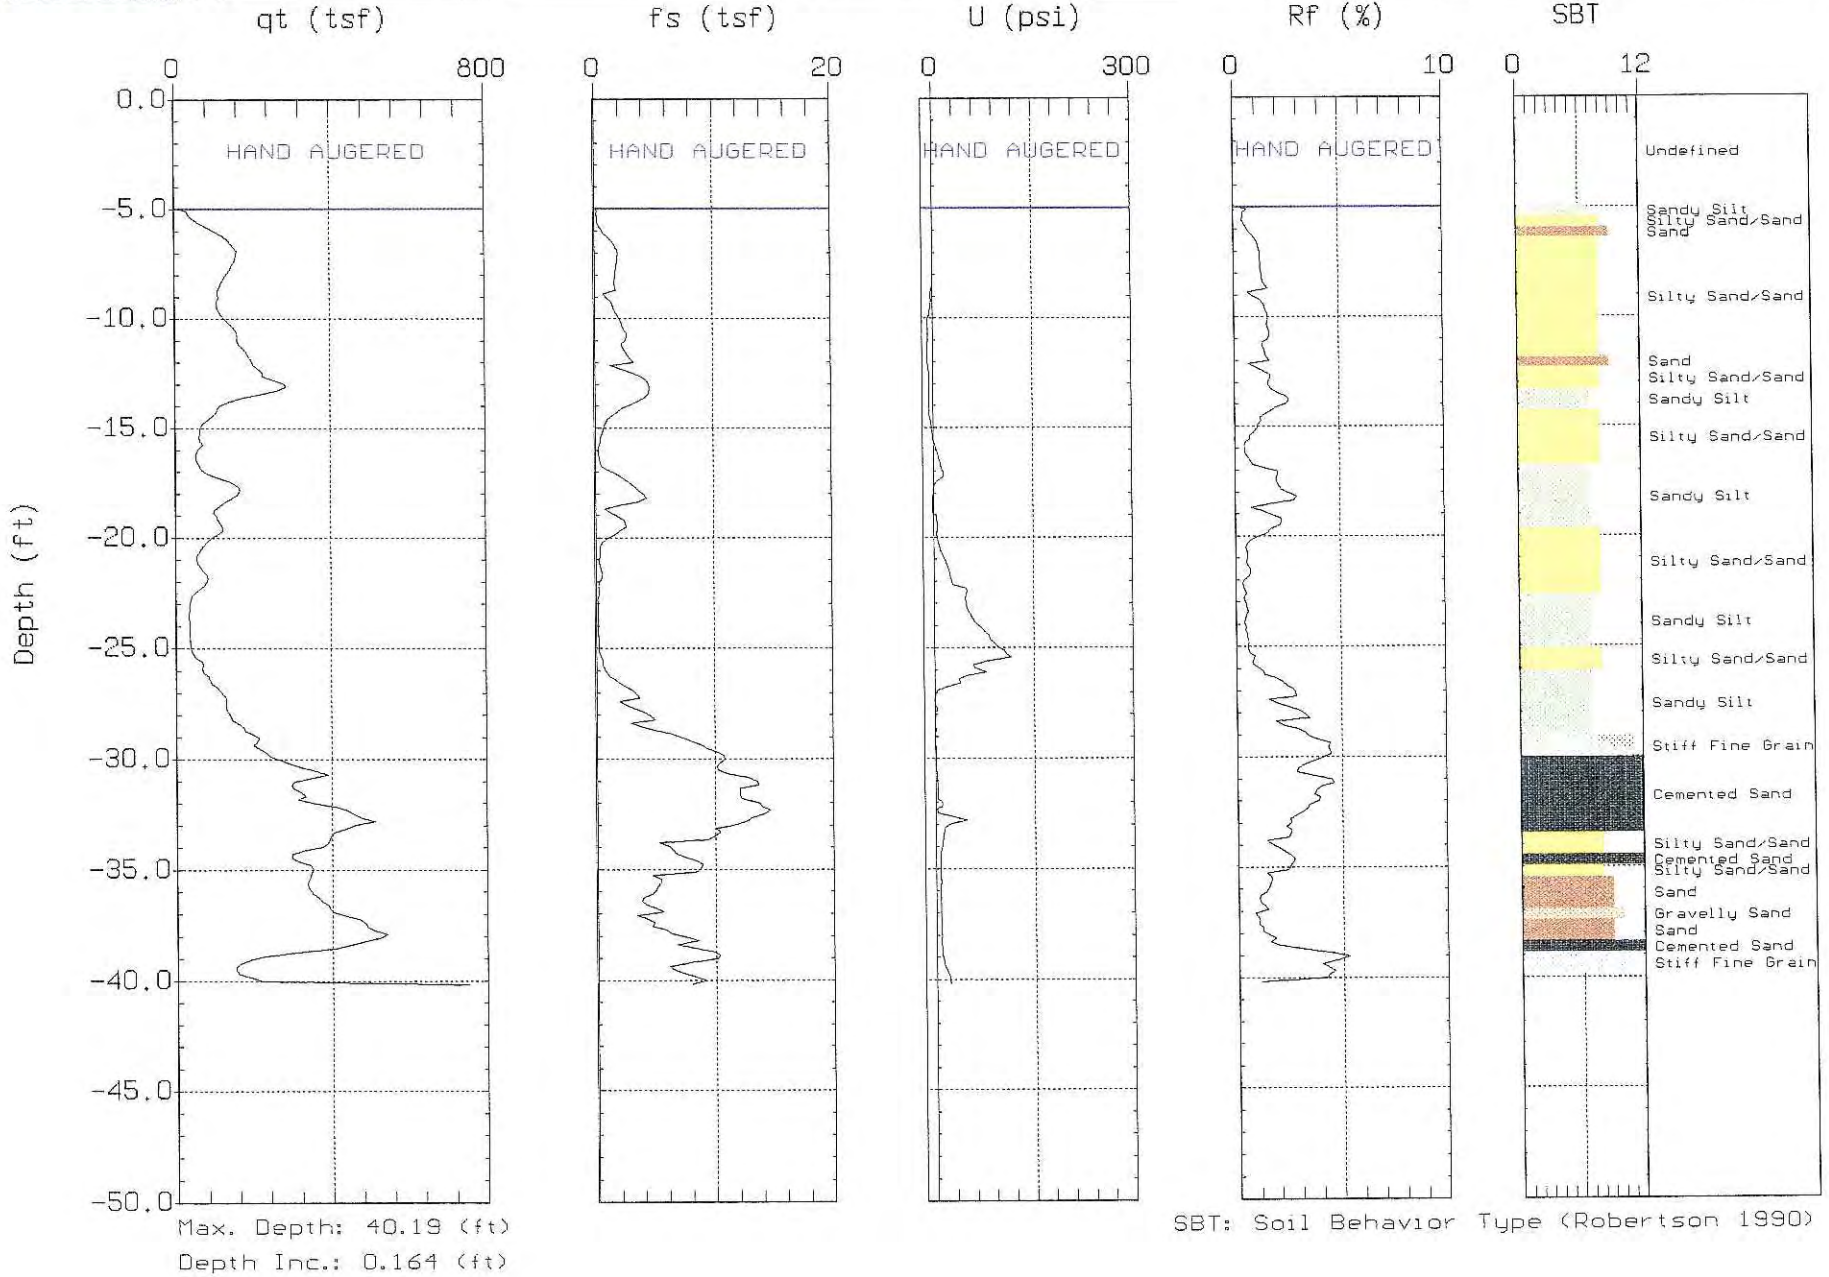 qt (tsf)
fs (tsf)
U (psi)
Rf (%)
SBT
0 800
0 20
0 300
0 10
0 12
0.0
-5.0
-10.0
-15.0
-20.0
-25.0
-30.0
-35.0
-40.0
-45.0
-50.0
Depth (ft)
HAND AUGERED
HAND AUGERED
HAND AUGERED
HAND AUGERED
Undefined
Sandy Silt
Silty Sand/Sand
Sand
Silty Sand/Sand
Sand
Silty Sand/Sand
Sandy Silt
Silty Sand/Sand
Sandy Silt
Silty Sand/Sand
Sandy Silt
Silty Sand/Sand
Sandy Silt
Stiff Fine Grain
Cemented Sand
Silty Sand/Sand
Cemented Sand
Silty Sand/Sand
Sand
Gravelly Sand
Sand
Cemented Sand
Stiff Fine Grain
Max. Depth: 40.19 (ft)
Depth Inc.: 0.164 (ft)
SBT: Soil Behavior Type (Robertson 1990)